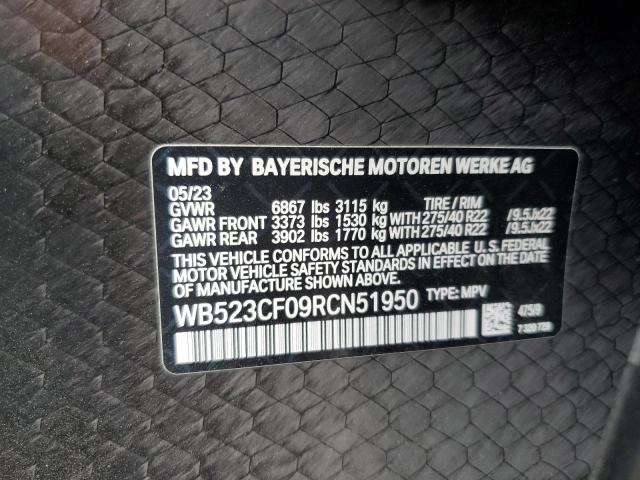 MFD BY BAYERISCHE MOTOREN WERKE AG
05/23
GVWR 6867 lbs 3115 kg TIRE / RIM
GAWR FRONT 3373 lbs 1530 kg WITH 275/40 R22 /9.5Jx22
GAWR REAR 3902 lbs 1770 kg WITH 275/40 R22 /9.5Jx22
THIS VEHICLE CONFORMS TO ALL APPLICABLE U.S. FEDERAL
MOTOR VEHICLE SAFETY STANDARDS IN EFFECT ON THE
DATE OF MANUFACTURE SHOWN ABOVE.
WB523CF09RCN51950 TYPE: MPV